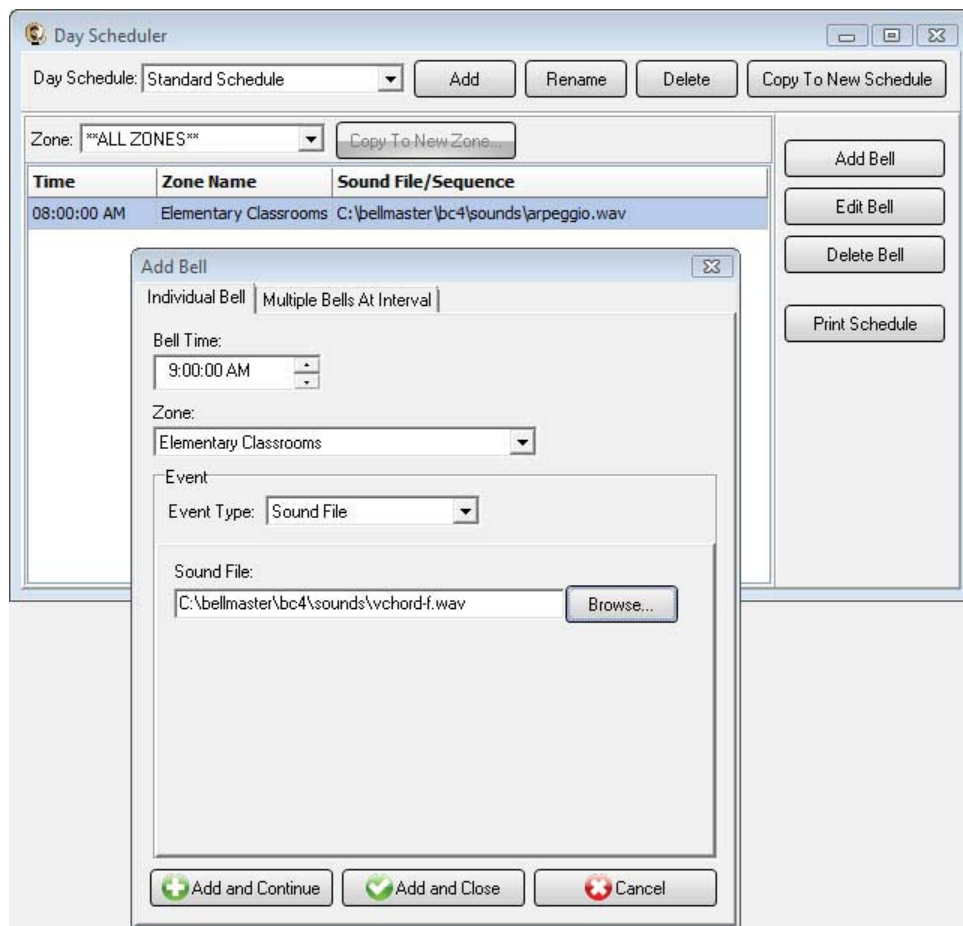 Day Scheduler
Day Schedule: Standard Schedule Add Rename Delete Copy To New Schedule
Zone: **ALL ZONES** Copy To New Zone...
Time Zone Name Sound File/Sequence
08:00:00 AM Elementary Classrooms C:\bellmaster\bc4\sounds\arpeggio.wav
Add Bell
Edit Bell
Delete Bell
Print Schedule
Add Bell
Individual Bell Multiple Bells At Interval
Bell Time:
9:00:00 AM
Zone:
Elementary Classrooms
Event
Event Type: Sound File
Sound File:
C:\bellmaster\bc4\sounds\vchord-f.wav Browse...
Add and Continue Add and Close Cancel